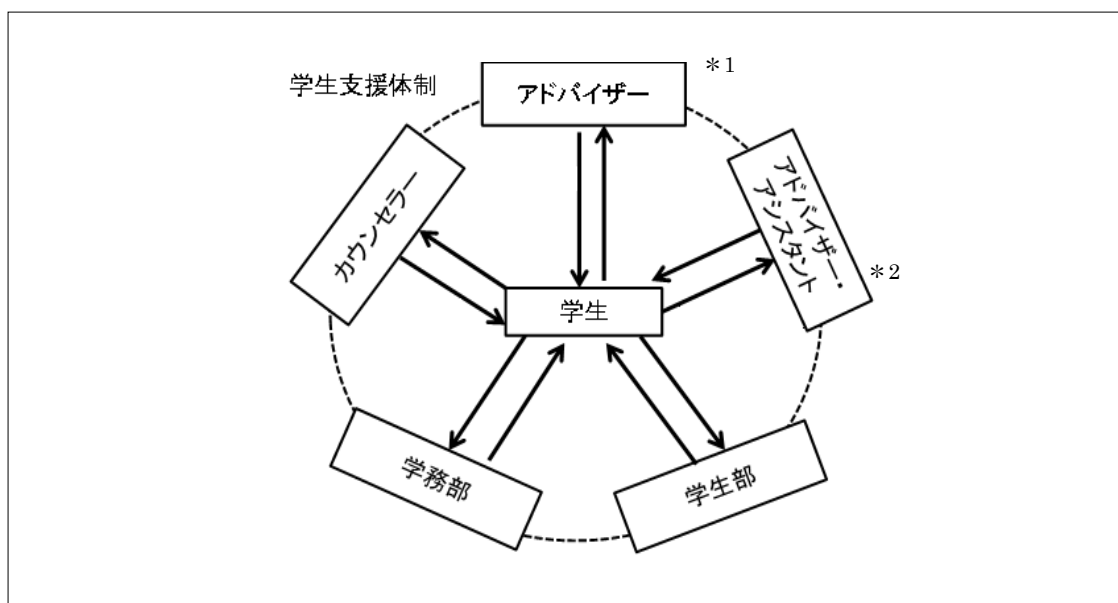 学生支援体制
アドバイザー
＊1
カウンセラー
アドバイザー・
アシスタント
＊2
学生
学務部
学生部